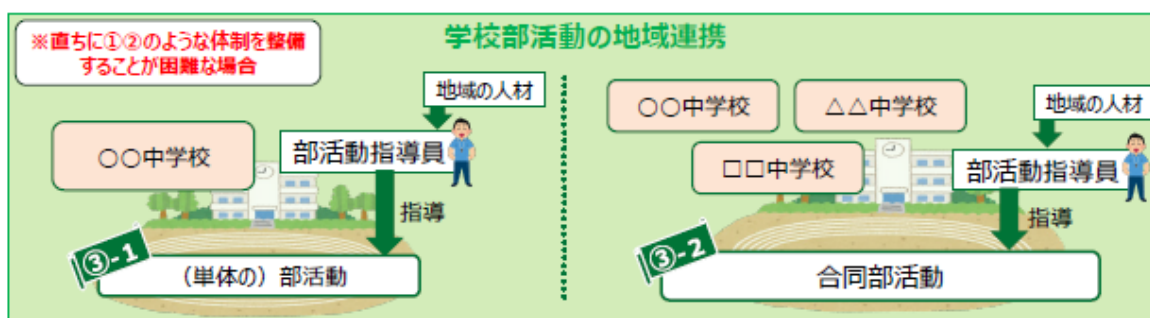 学校部活動の地域連携
※直ちに①②のような体制を整備
することが困難な場合
地域の人材
○○中学校
部活動指導員
指導
③-1
(単体の)部活動
○○中学校
△△中学校
地域の人材
□□中学校
部活動指導員
指導
③-2
合同部活動